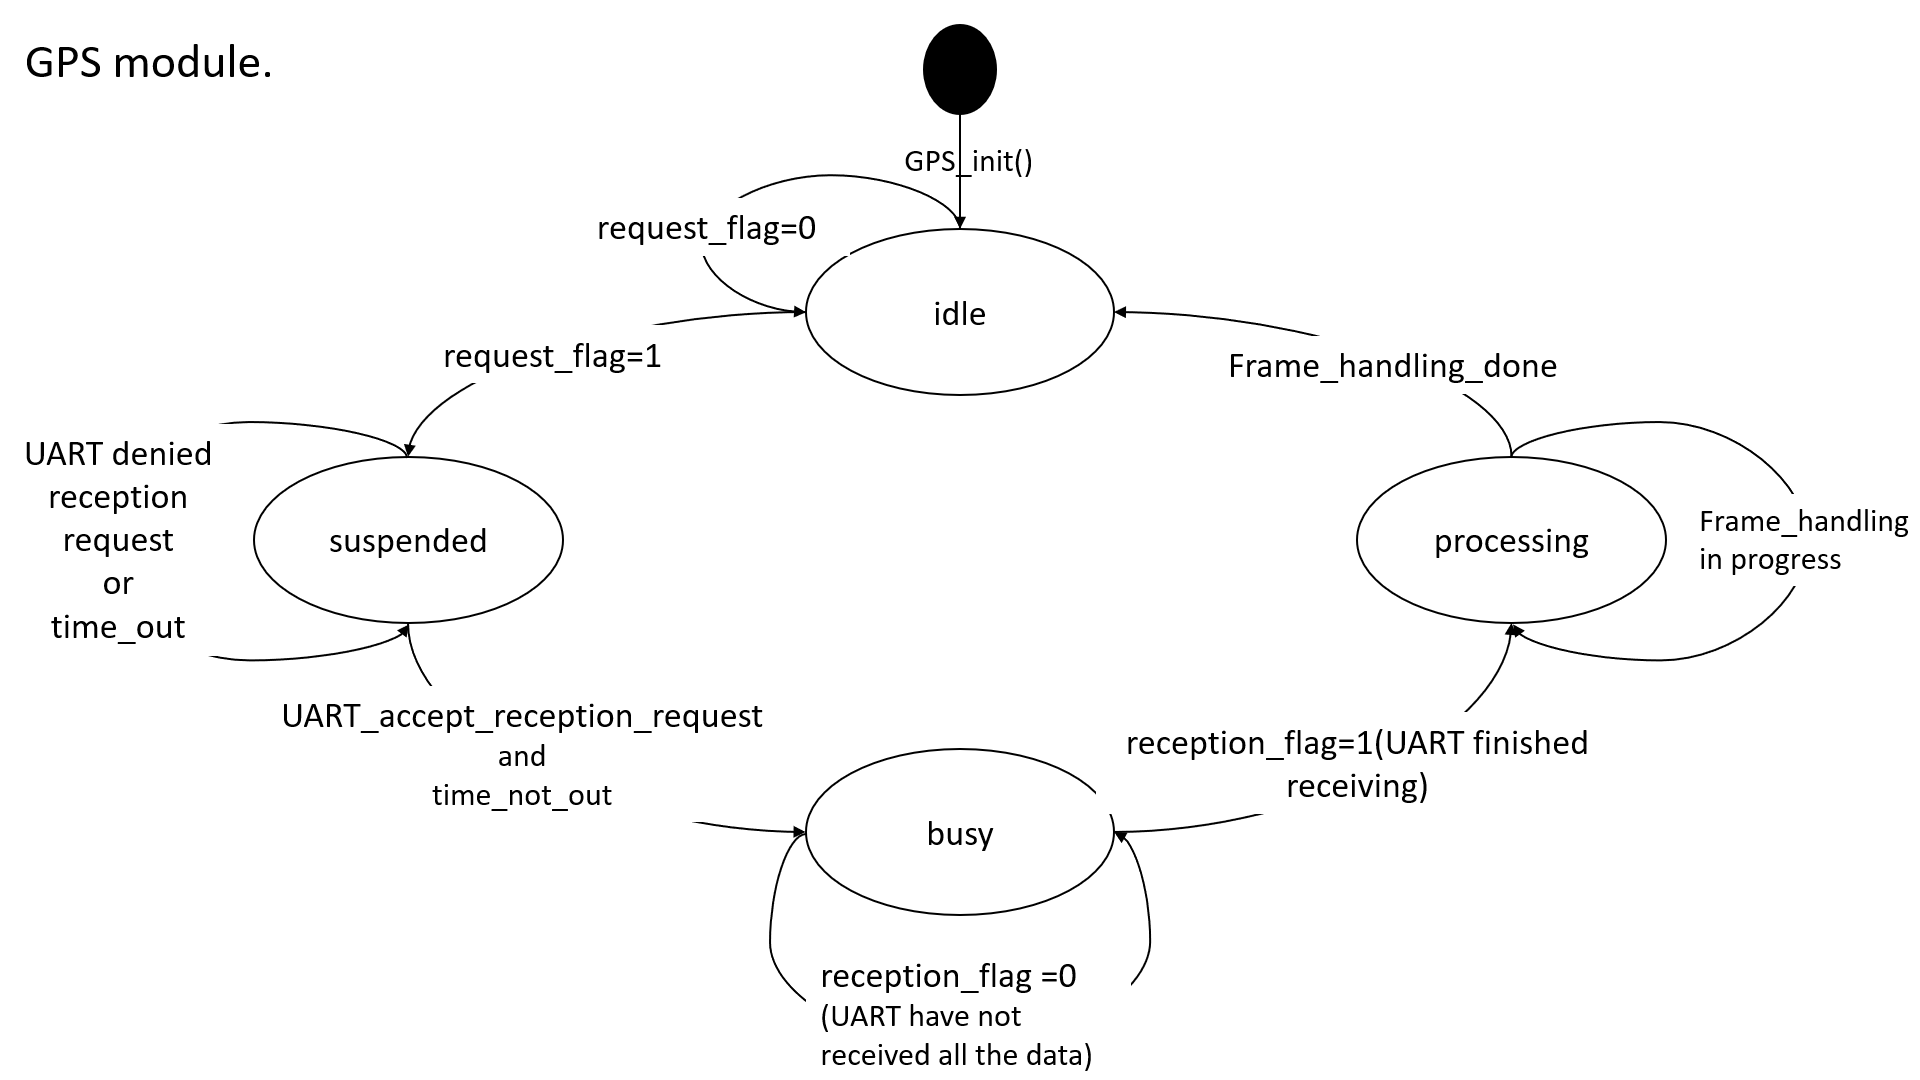 GPS module.
GPS_init()
request_flag=0
idle
request_flag=1
Frame_handling_done
UART denied
reception
request
or
time_out
suspended
processing
Frame_handling
in progress
UART_accept_reception_request
and
time_not_out
reception_flag=1(UART finished
receiving)
busy
reception_flag =0
(UART have not
received all the data)